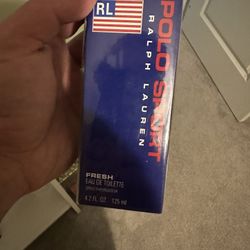 RL
POLO SPORT
RALPH LAUREN
FRESH
EAU DE TOILETTE
4.2 FL. OZ 125 ml